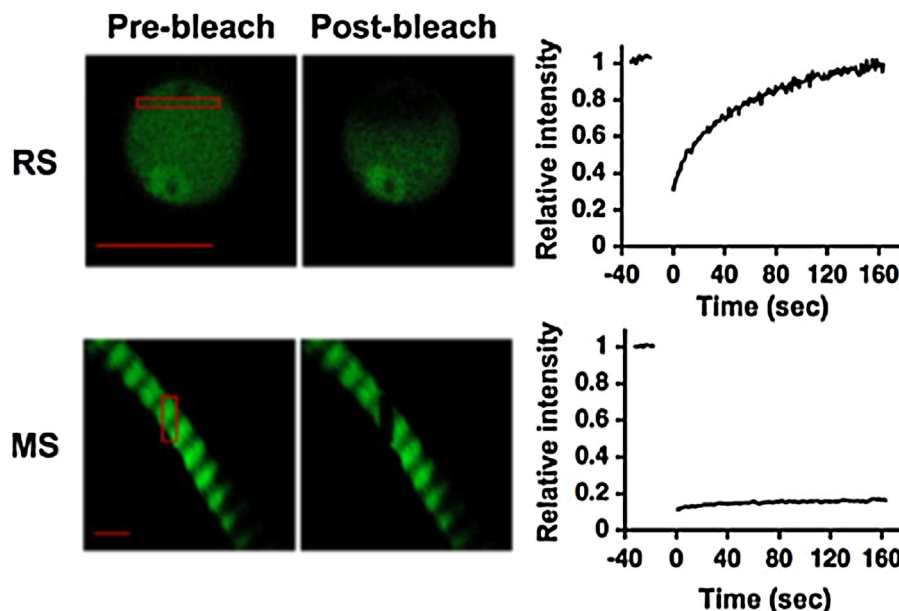 Pre-bleach Post-bleach
RS
Relative intensity
1
0.8
0.6
0.4
0.2
0
-40 0 40 80 120 160
Time (sec)
MS
Relative intensity
1
0.8
0.6
0.4
0.2
0
-40 0 40 80 120 160
Time (sec)